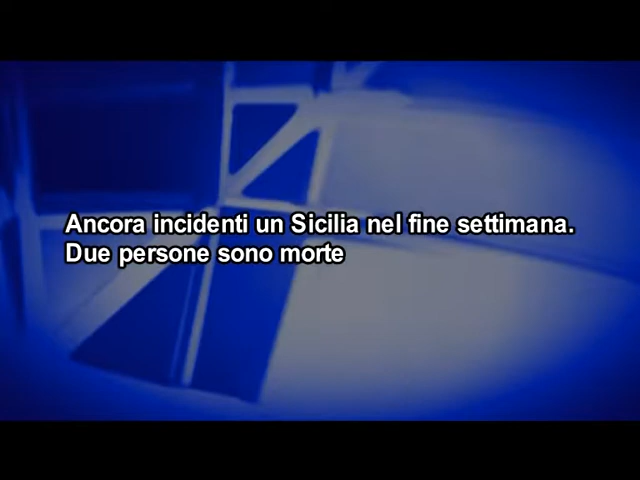 Ancora incidenti un Sicilia nel fine settimana.
Due persone sono morte